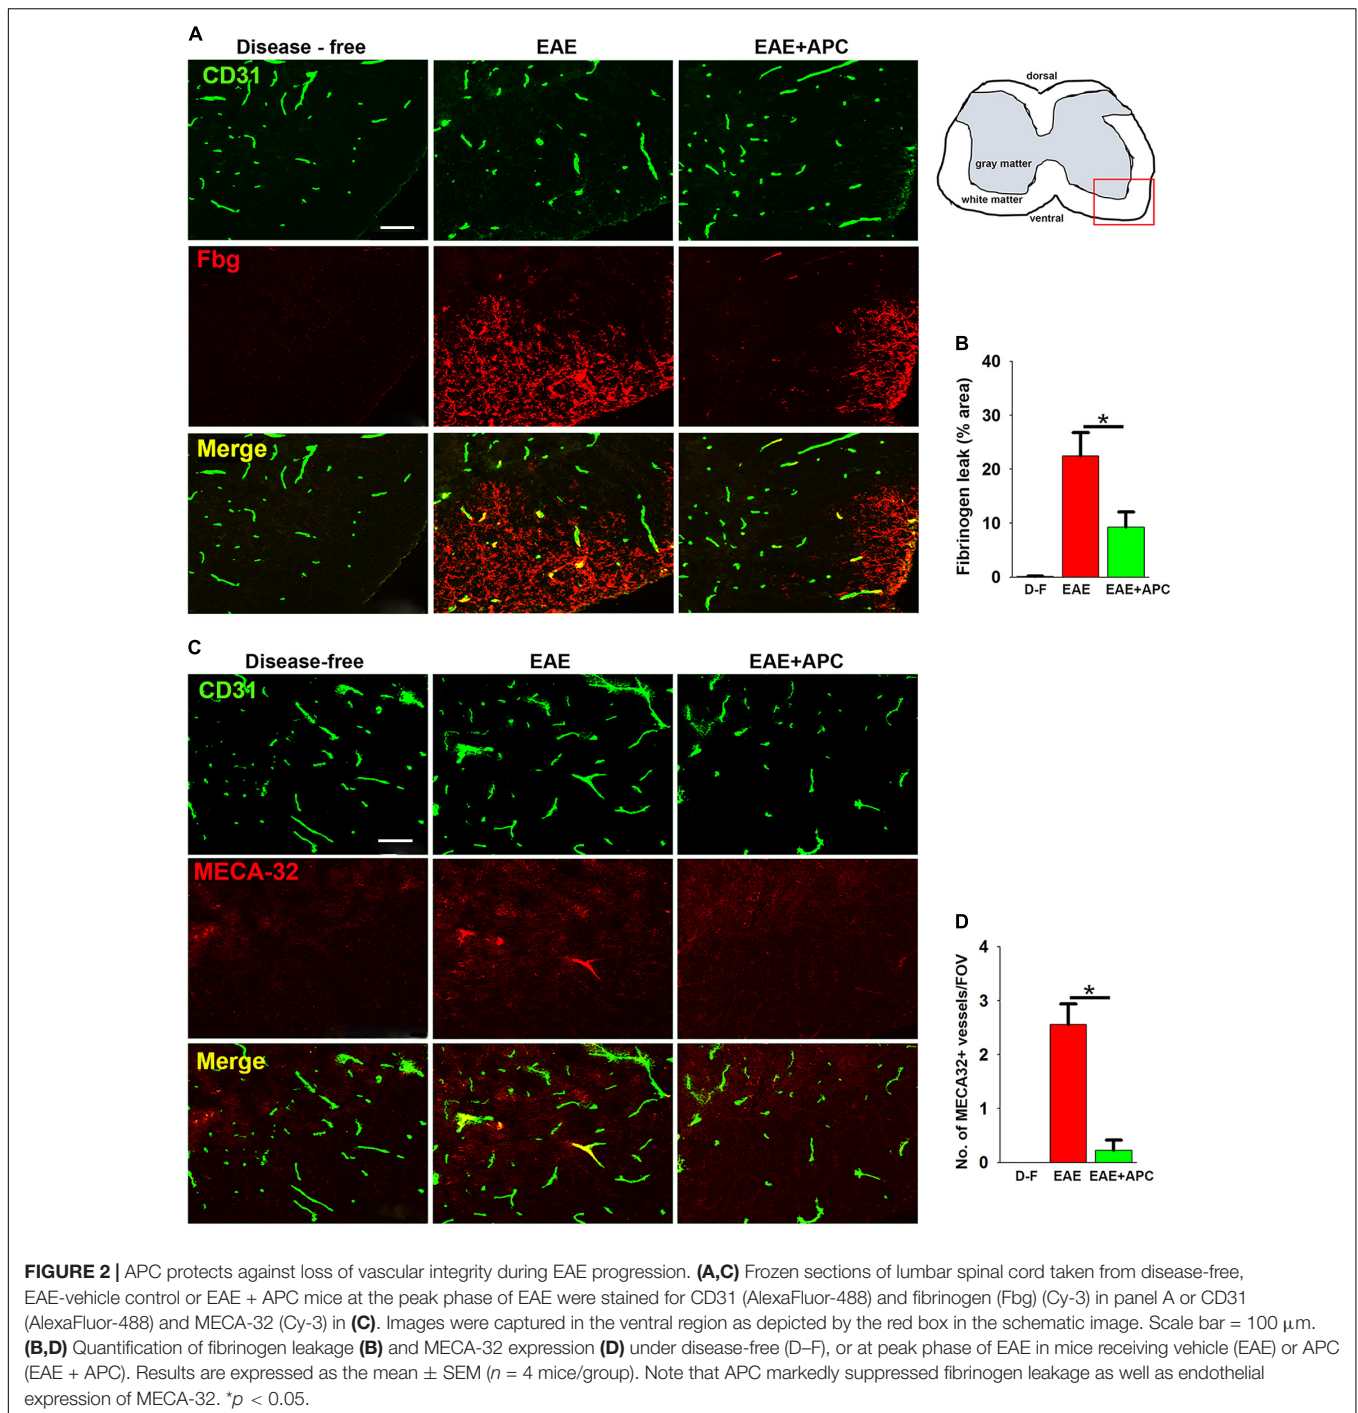 A
Disease - free
EAE
EAE+APC
CD31
Fbg
Merge
dorsal
gray matter
white matter
ventral
B
Fibrinogen leak (% area)
40
30
20
10
0
*
D-F
EAE
EAE+APC
C
Disease-free
EAE
EAE+APC
CD31
MECA-32
Merge
D
No. of MECA32+ vessels/FOV
4
3
2
1
0
*
D-F
EAE
EAE+APC
FIGURE 2 | APC protects against loss of vascular integrity during EAE progression. (A,C) Frozen sections of lumbar spinal cord taken from disease-free,
EAE-vehicle control or EAE + APC mice at the peak phase of EAE were stained for CD31 (AlexaFluor-488) and fibrinogen (Fbg) (Cy-3) in panel A or CD31
(AlexaFluor-488) and MECA-32 (Cy-3) in (C). Images were captured in the ventral region as depicted by the red box in the schematic image. Scale bar = 100 μm.
(B,D) Quantification of fibrinogen leakage (B) and MECA-32 expression (D) under disease-free (D–F), or at peak phase of EAE in mice receiving vehicle (EAE) or APC
(EAE + APC). Results are expressed as the mean ± SEM (n = 4 mice/group). Note that APC markedly suppressed fibrinogen leakage as well as endothelial
expression of MECA-32. *p < 0.05.